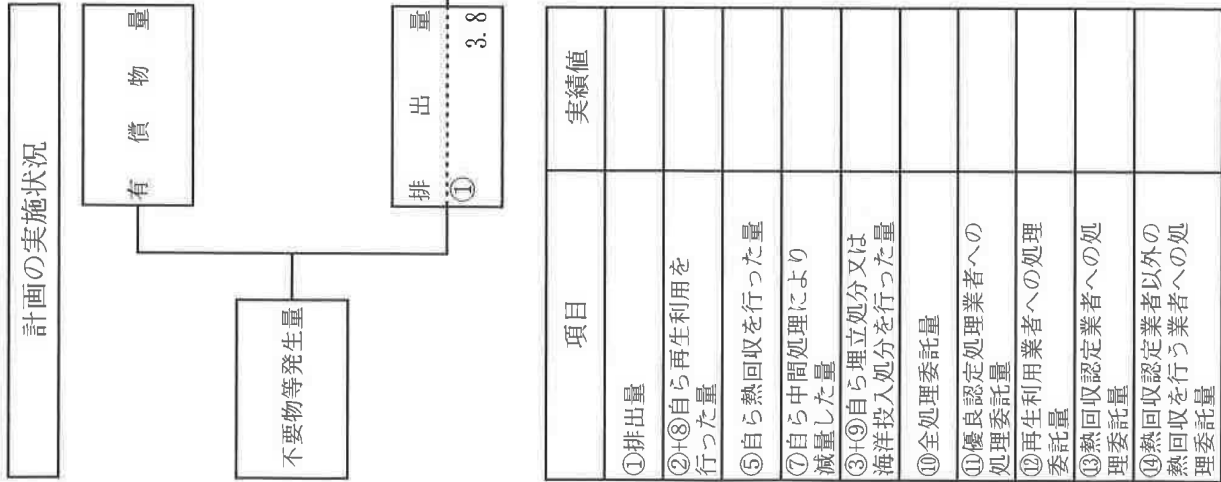 計画の実施状況
有償物量
不要物等発生量
排出量
①
3.8
項目
実績値
①排出量
②+⑧自ら再生利用を
行った量
⑤自ら熱回収を行った量
⑦自ら中間処理により
減量した量
③+⑨自ら埋立処分又は
海洋投入処分を行った量
⑩全処理委託量
⑪優良認定処理業者への
処理委託量
⑫再生利用業者への処理
委託量
⑬熱回収認定業者への処
理委託量
⑭熱回収認定業者以外の
熱回収を行う業者への処
理委託量